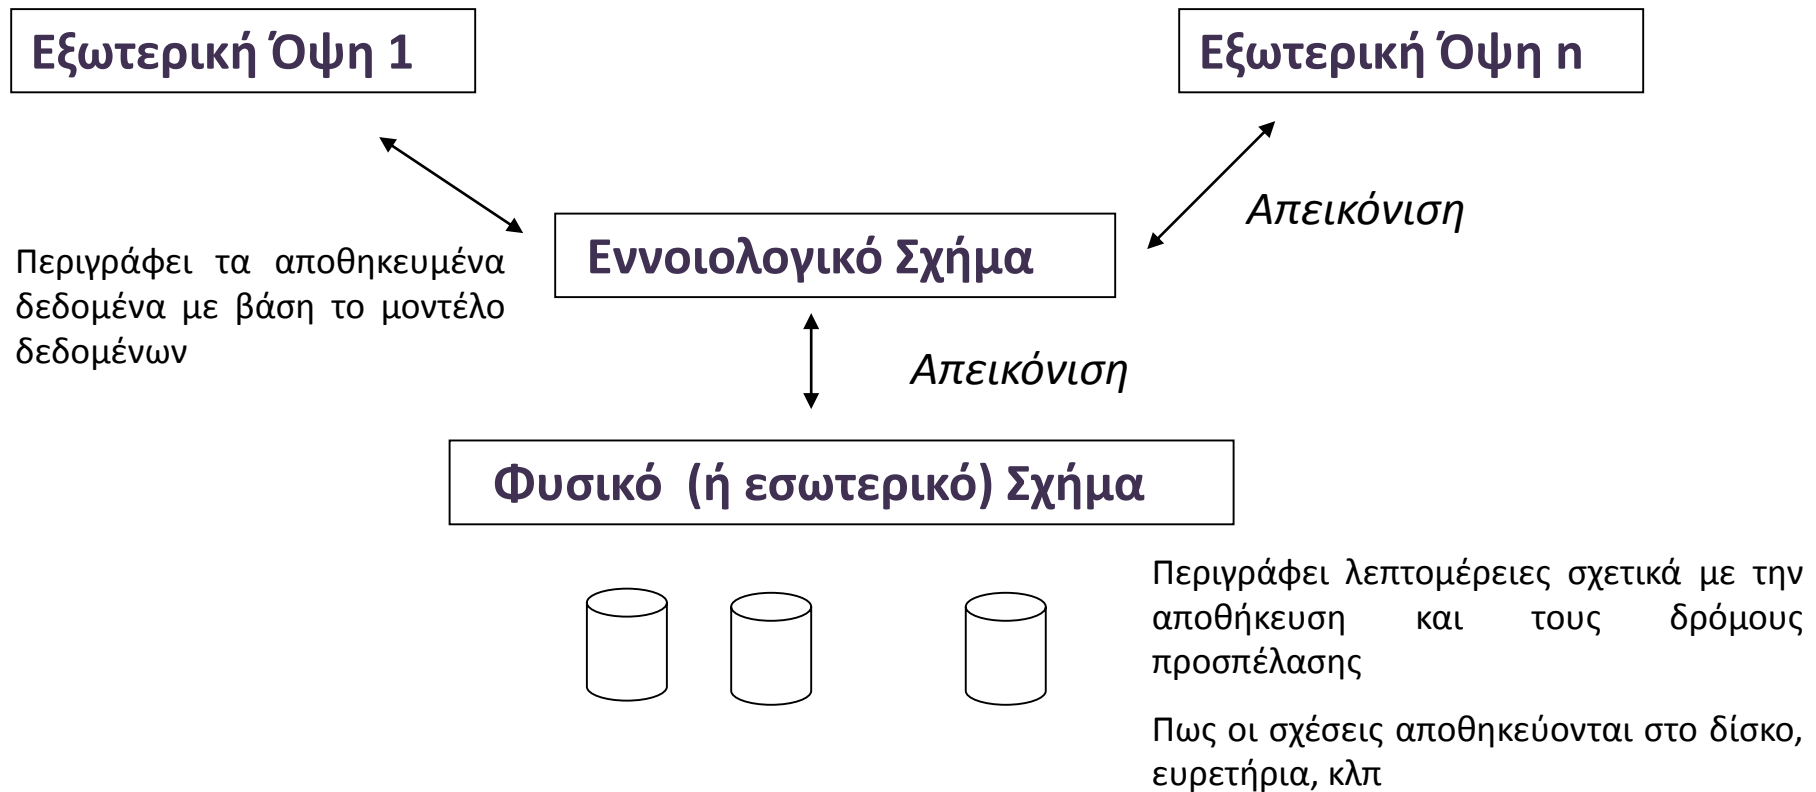 Εξωτερική Όψη 1
Εξωτερική Όψη n
Απεικόνιση
Εννοιολογικό Σχήμα
Περιγράφει τα αποθηκευμένα
δεδομένα με βάση το μοντέλο
δεδομένων
Απεικόνιση
Φυσικό (ή εσωτερικό) Σχήμα
Περιγράφει λεπτομέρειες σχετικά με την
αποθήκευση και τους δρόμους
προσπέλασης
Πως οι σχέσεις αποθηκεύονται στο δίσκο,
ευρετήρια, κλπ